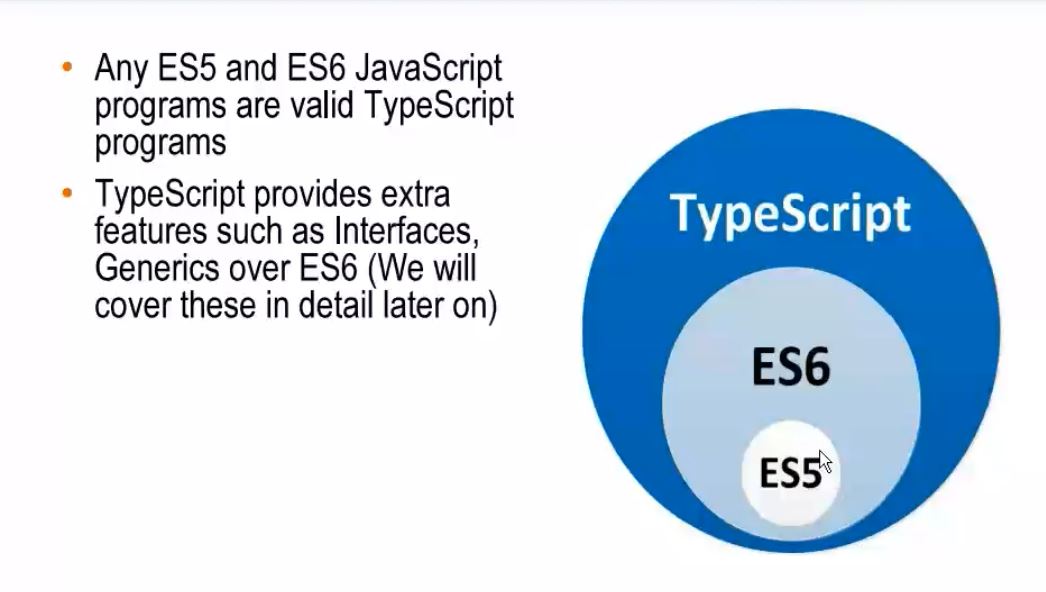 Any ES5 and ES6 JavaScript
programs are valid TypeScript
programs
TypeScript provides extra
features such as Interfaces,
Generics over ES6 (We will
cover these in detail later on)
TypeScript
ES6
ES5